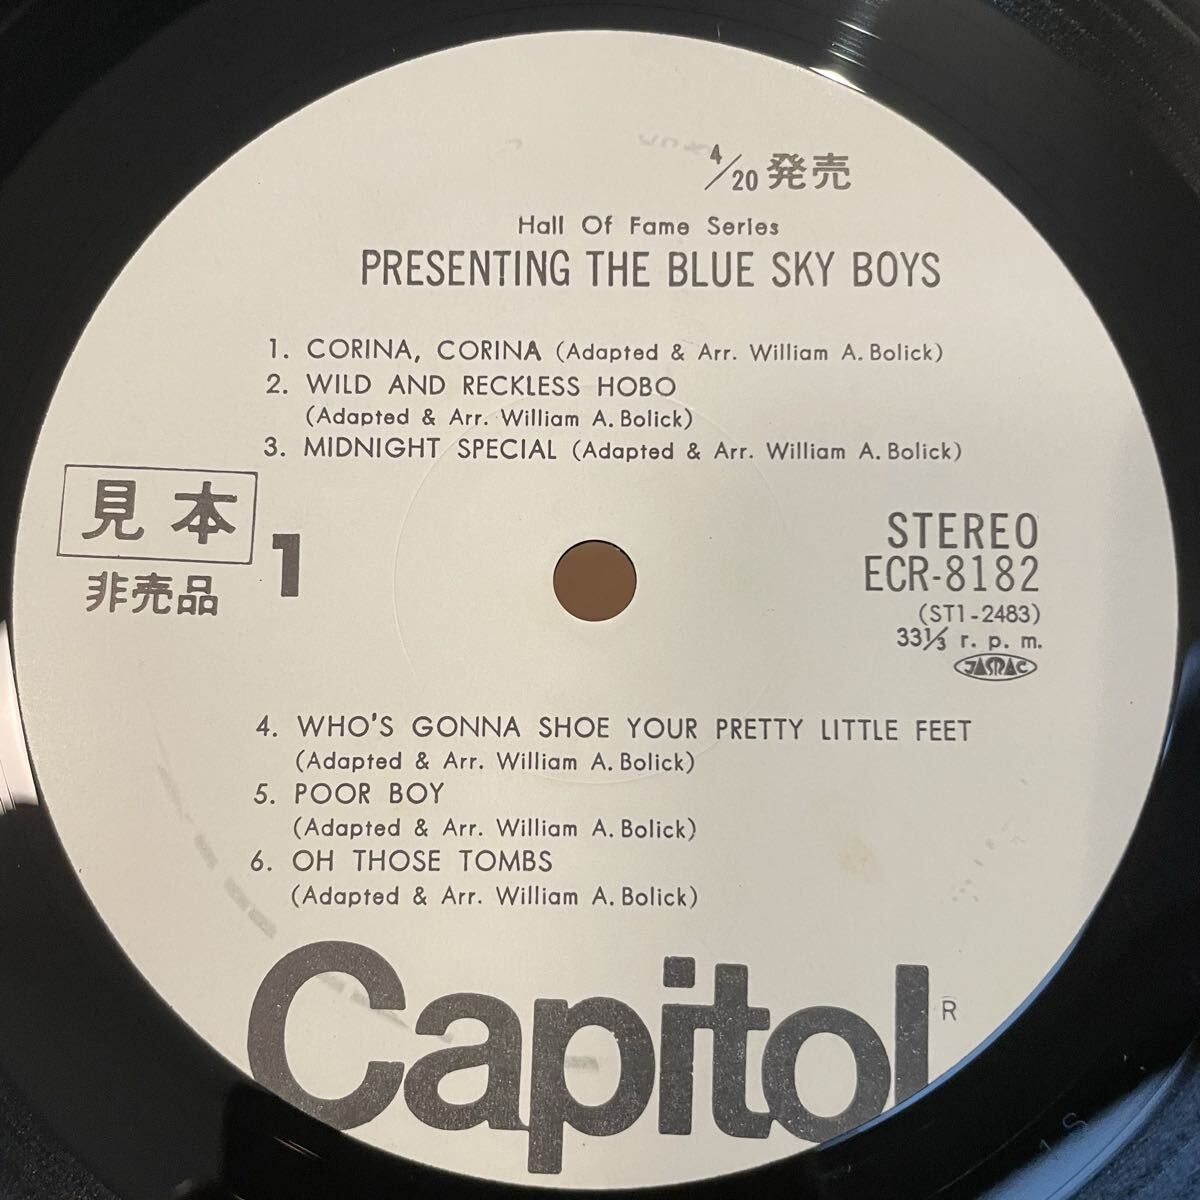 4/20 発売
Hall Of Fame Series
PRESENTING THE BLUE SKY BOYS
1. CORINA, CORINA (Adapted & Arr. William A. Bolick)
2. WILD AND RECKLESS HOBO
(Adapted & Arr. William A. Bolick)
3. MIDNIGHT SPECIAL (Adapted & Arr. William A. Bolick)
見本
非売品
1
STEREO
ECR-8182
(ST1-2483)
33⅓ r. p. m.
JASRAC
4. WHO'S GONNA SHOE YOUR PRETTY LITTLE FEET
(Adapted & Arr. William A. Bolick)
5. POOR BOY
(Adapted & Arr. William A. Bolick)
6. OH THOSE TOMBS
(Adapted & Arr. William A. Bolick)
Capitol R